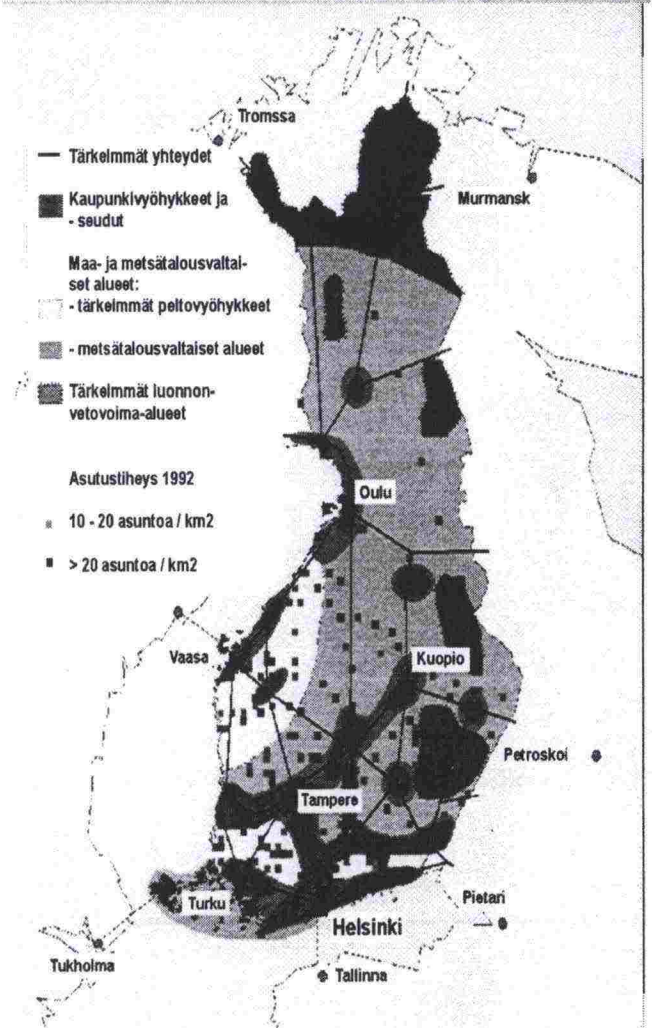 Tromssa
Tärkeimmät yhteydet
Kaupunkivyöhykkeet ja
- seudut
Murmansk
Maa- ja metsätalousvaltai-
set alueet:
- tärkeimmät peltovyöhykkeet
- metsätalousvaltaiset alueet
Tärkeimmät luonnon-
vetovoima-alueet
Asutustiheys 1992
Oulu
10 - 20 asuntoa / km2
> 20 asuntoa / km2
Vaasa
Kuopio
Petroskoi
Tampere
Turku
Pietari
Helsinki
Tukholma
Tallinna